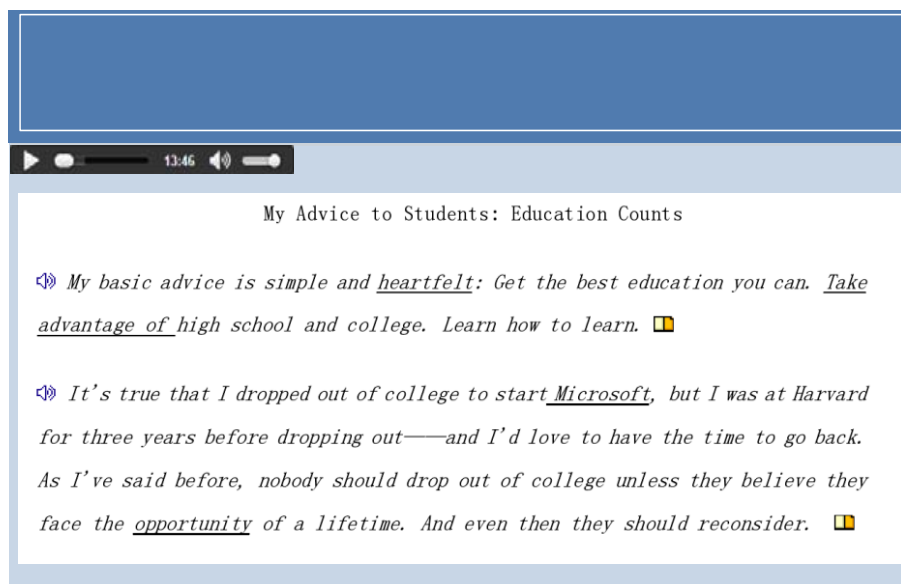 13:46
My Advice to Students: Education Counts
My basic advice is simple and heartfelt: Get the best education you can. Take
advantage of high school and college. Learn how to learn.
It's true that I dropped out of college to start Microsoft, but I was at Harvard
for three years before dropping out——and I'd love to have the time to go back.
As I've said before, nobody should drop out of college unless they believe they
face the opportunity of a lifetime. And even then they should reconsider.